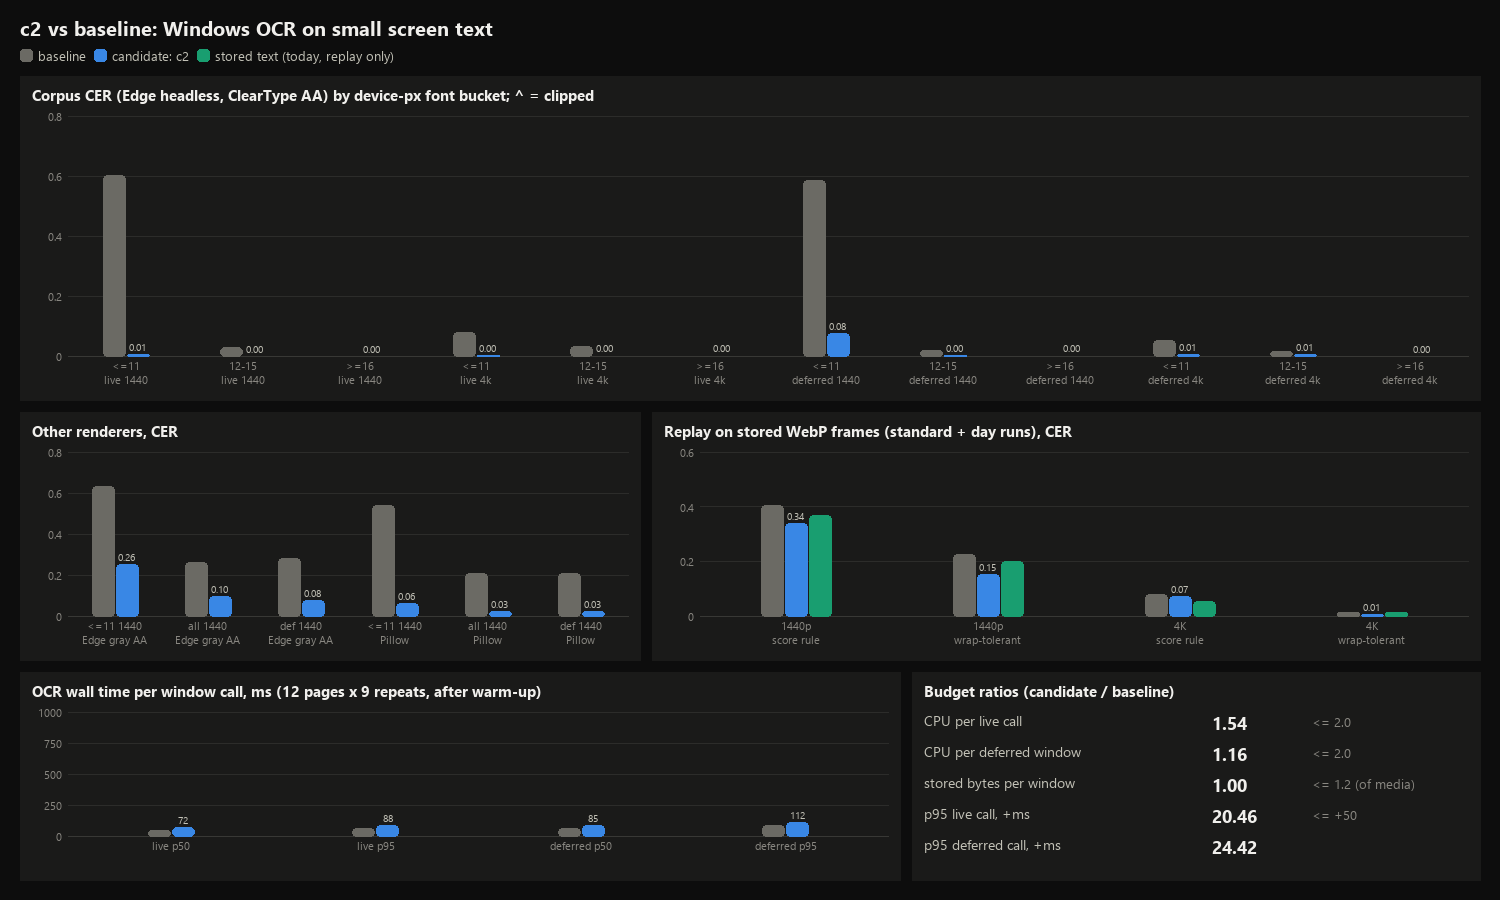 c2 vs baseline: Windows OCR on small screen text
baseline candidate: c2 stored text (today, replay only)
Corpus CER (Edge headless, ClearType AA) by device-px font bucket; ^ = clipped
0.8
0.6
0.4
0.2
0
0.01 0.00 0.00 0.00 0.00 0.00 0.08 0.00 0.00 0.01 0.01 0.00
<=11 12-15 >=16 <=11 12-15 >=16 <=11 12-15 >=16 <=11 12-15 >=16
live 1440 live 1440 live 1440 live 4k live 4k live 4k deferred 1440 deferred 1440 deferred 1440 deferred 4k deferred 4k deferred 4k
Other renderers, CER
0.8
0.6
0.4
0.2
0
0.26 0.10 0.08 0.06 0.03 0.03
<=11 1440 all 1440 def 1440 <=11 1440 all 1440 def 1440
Edge gray AA Edge gray AA Edge gray AA Pillow Pillow Pillow
Replay on stored WebP frames (standard + day runs), CER
0.6
0.4
0.2
0
0.34 0.15 0.07 0.01
1440p 1440p 4K 4K
score rule wrap-tolerant score rule wrap-tolerant
OCR wall time per window call, ms (12 pages x 9 repeats, after warm-up)
1000
750
500
250
0
72 88 85 112
live p50 live p95 deferred p50 deferred p95
Budget ratios (candidate / baseline)
CPU per live call 1.54 <= 2.0
CPU per deferred window 1.16 <= 2.0
stored bytes per window 1.00 <= 1.2 (of media)
p95 live call, +ms 20.46 <= +50
p95 deferred call, +ms 24.42